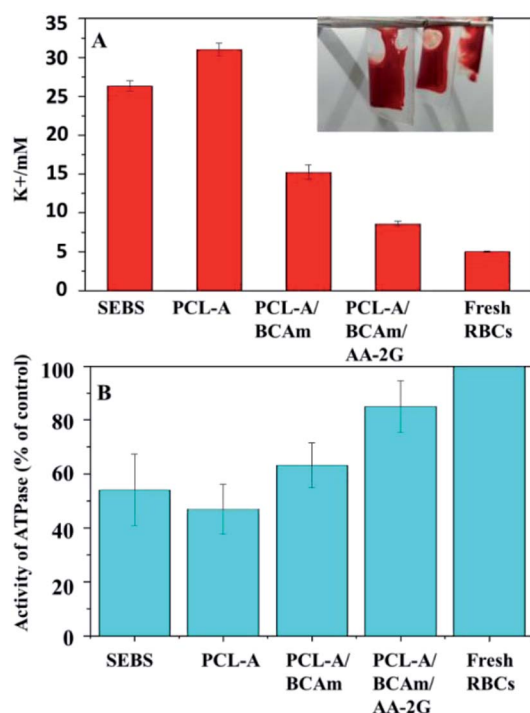 A
K+/mM
35
30
25
20
15
10
5
0
SEBS PCL-A PCL-A/ PCL-A/ Fresh
BCAm BCAm/ RBCs
AA-2G
B
Activity of ATPase (% of control)
100
80
60
40
20
0
SEBS PCL-A PCL-A/ PCL-A/ Fresh
BCAm BCAm/ RBCs
AA-2G